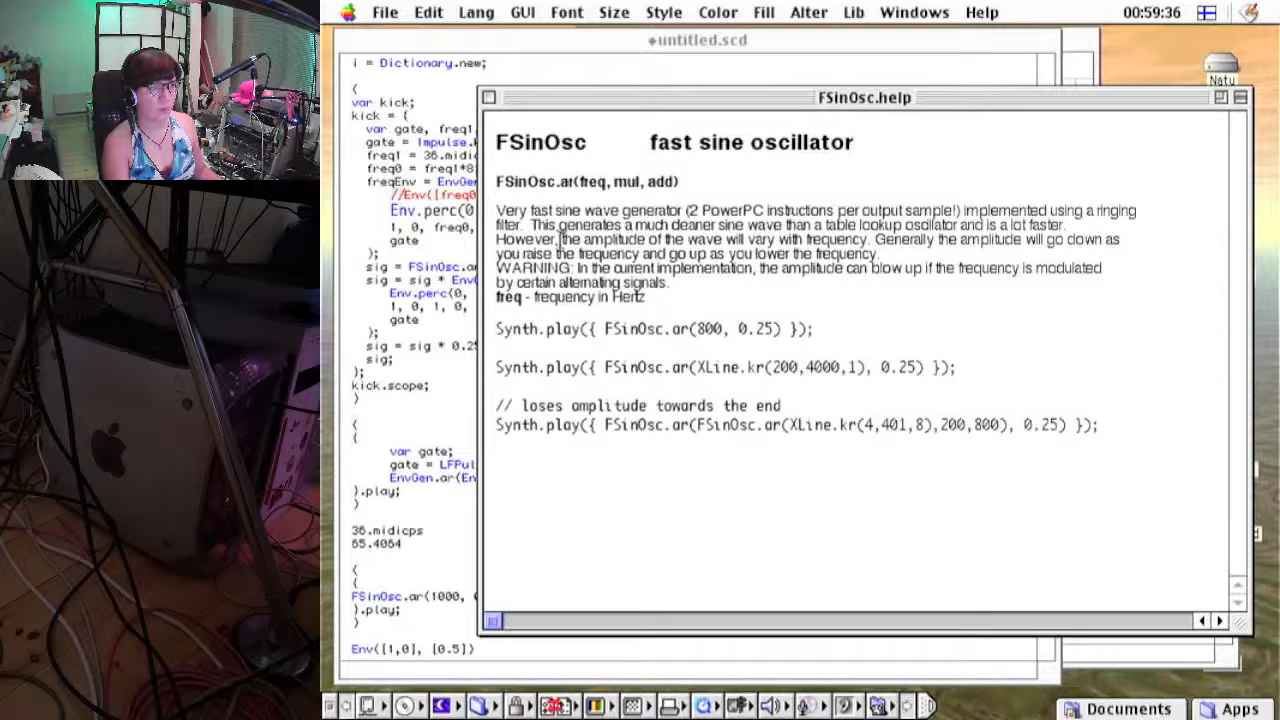 File Edit Lang GUI Font Size Style Color Fill Alter Lib Windows Help 00:59:36
untitled.scd
i = Dictionary.new;
(
var kick;
kick = {
var gate, freq1
gate = Impulse.k
freq1 = 36.midic
freq0 = freq1*8
freqEnv = EnvGen
//Env([freq0
Env.perc(0
1, 0, freq0,
gate
);
sig = FSinOsc.ar
sig = sig * Env
Env.perc(0,
1, 0, 1, 0,
gate
);
sig = sig * 0.25
sig;
};
kick.scope;
)
(
{
var gate;
gate = LFPul
EnvGen.ar(En
}.play;
)
36.midicps
65.4064
(
{
FSinOsc.ar(1000,
}.play;
)
Env([1,0], [0.5])
FSinOsc.help
FSinOsc fast sine oscillator
FSinOsc.ar(freq, mul, add)
Very fast sine wave generator (2 PowerPC instructions per output sample!) implemented using a ringing
filter. This generates a much cleaner sine wave than a table lookup oscillator and is a lot faster.
However, the amplitude of the wave will vary with frequency. Generally the amplitude will go down as
you raise the frequency and go up as you lower the frequency.
WARNING: In the current implementation, the amplitude can blow up if the frequency is modulated
by certain alternating signals.
freq - frequency in Hertz
Synth.play({ FSinOsc.ar(800, 0.25) });
Synth.play({ FSinOsc.ar(XLine.kr(200,4000,1), 0.25) });
// loses amplitude towards the end
Synth.play({ FSinOsc.ar(FSinOsc.ar(XLine.kr(4,401,8),200,800), 0.25) });
Natu
Documents
Apps